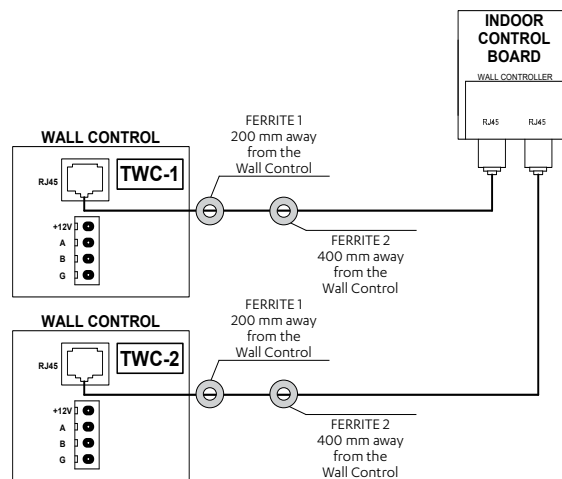 INDOOR
CONTROL
BOARD
WALL CONTROLLER
RJ45 RJ45
FERRITE 1
200 mm away
from the
Wall Control
WALL CONTROL
RJ45
TWC-1
+12V
A
B
G
FERRITE 2
400 mm away
from the
Wall Control
FERRITE 1
200 mm away
from the
Wall Control
WALL CONTROL
RJ45
TWC-2
+12V
A
B
G
FERRITE 2
400 mm away
from the
Wall Control